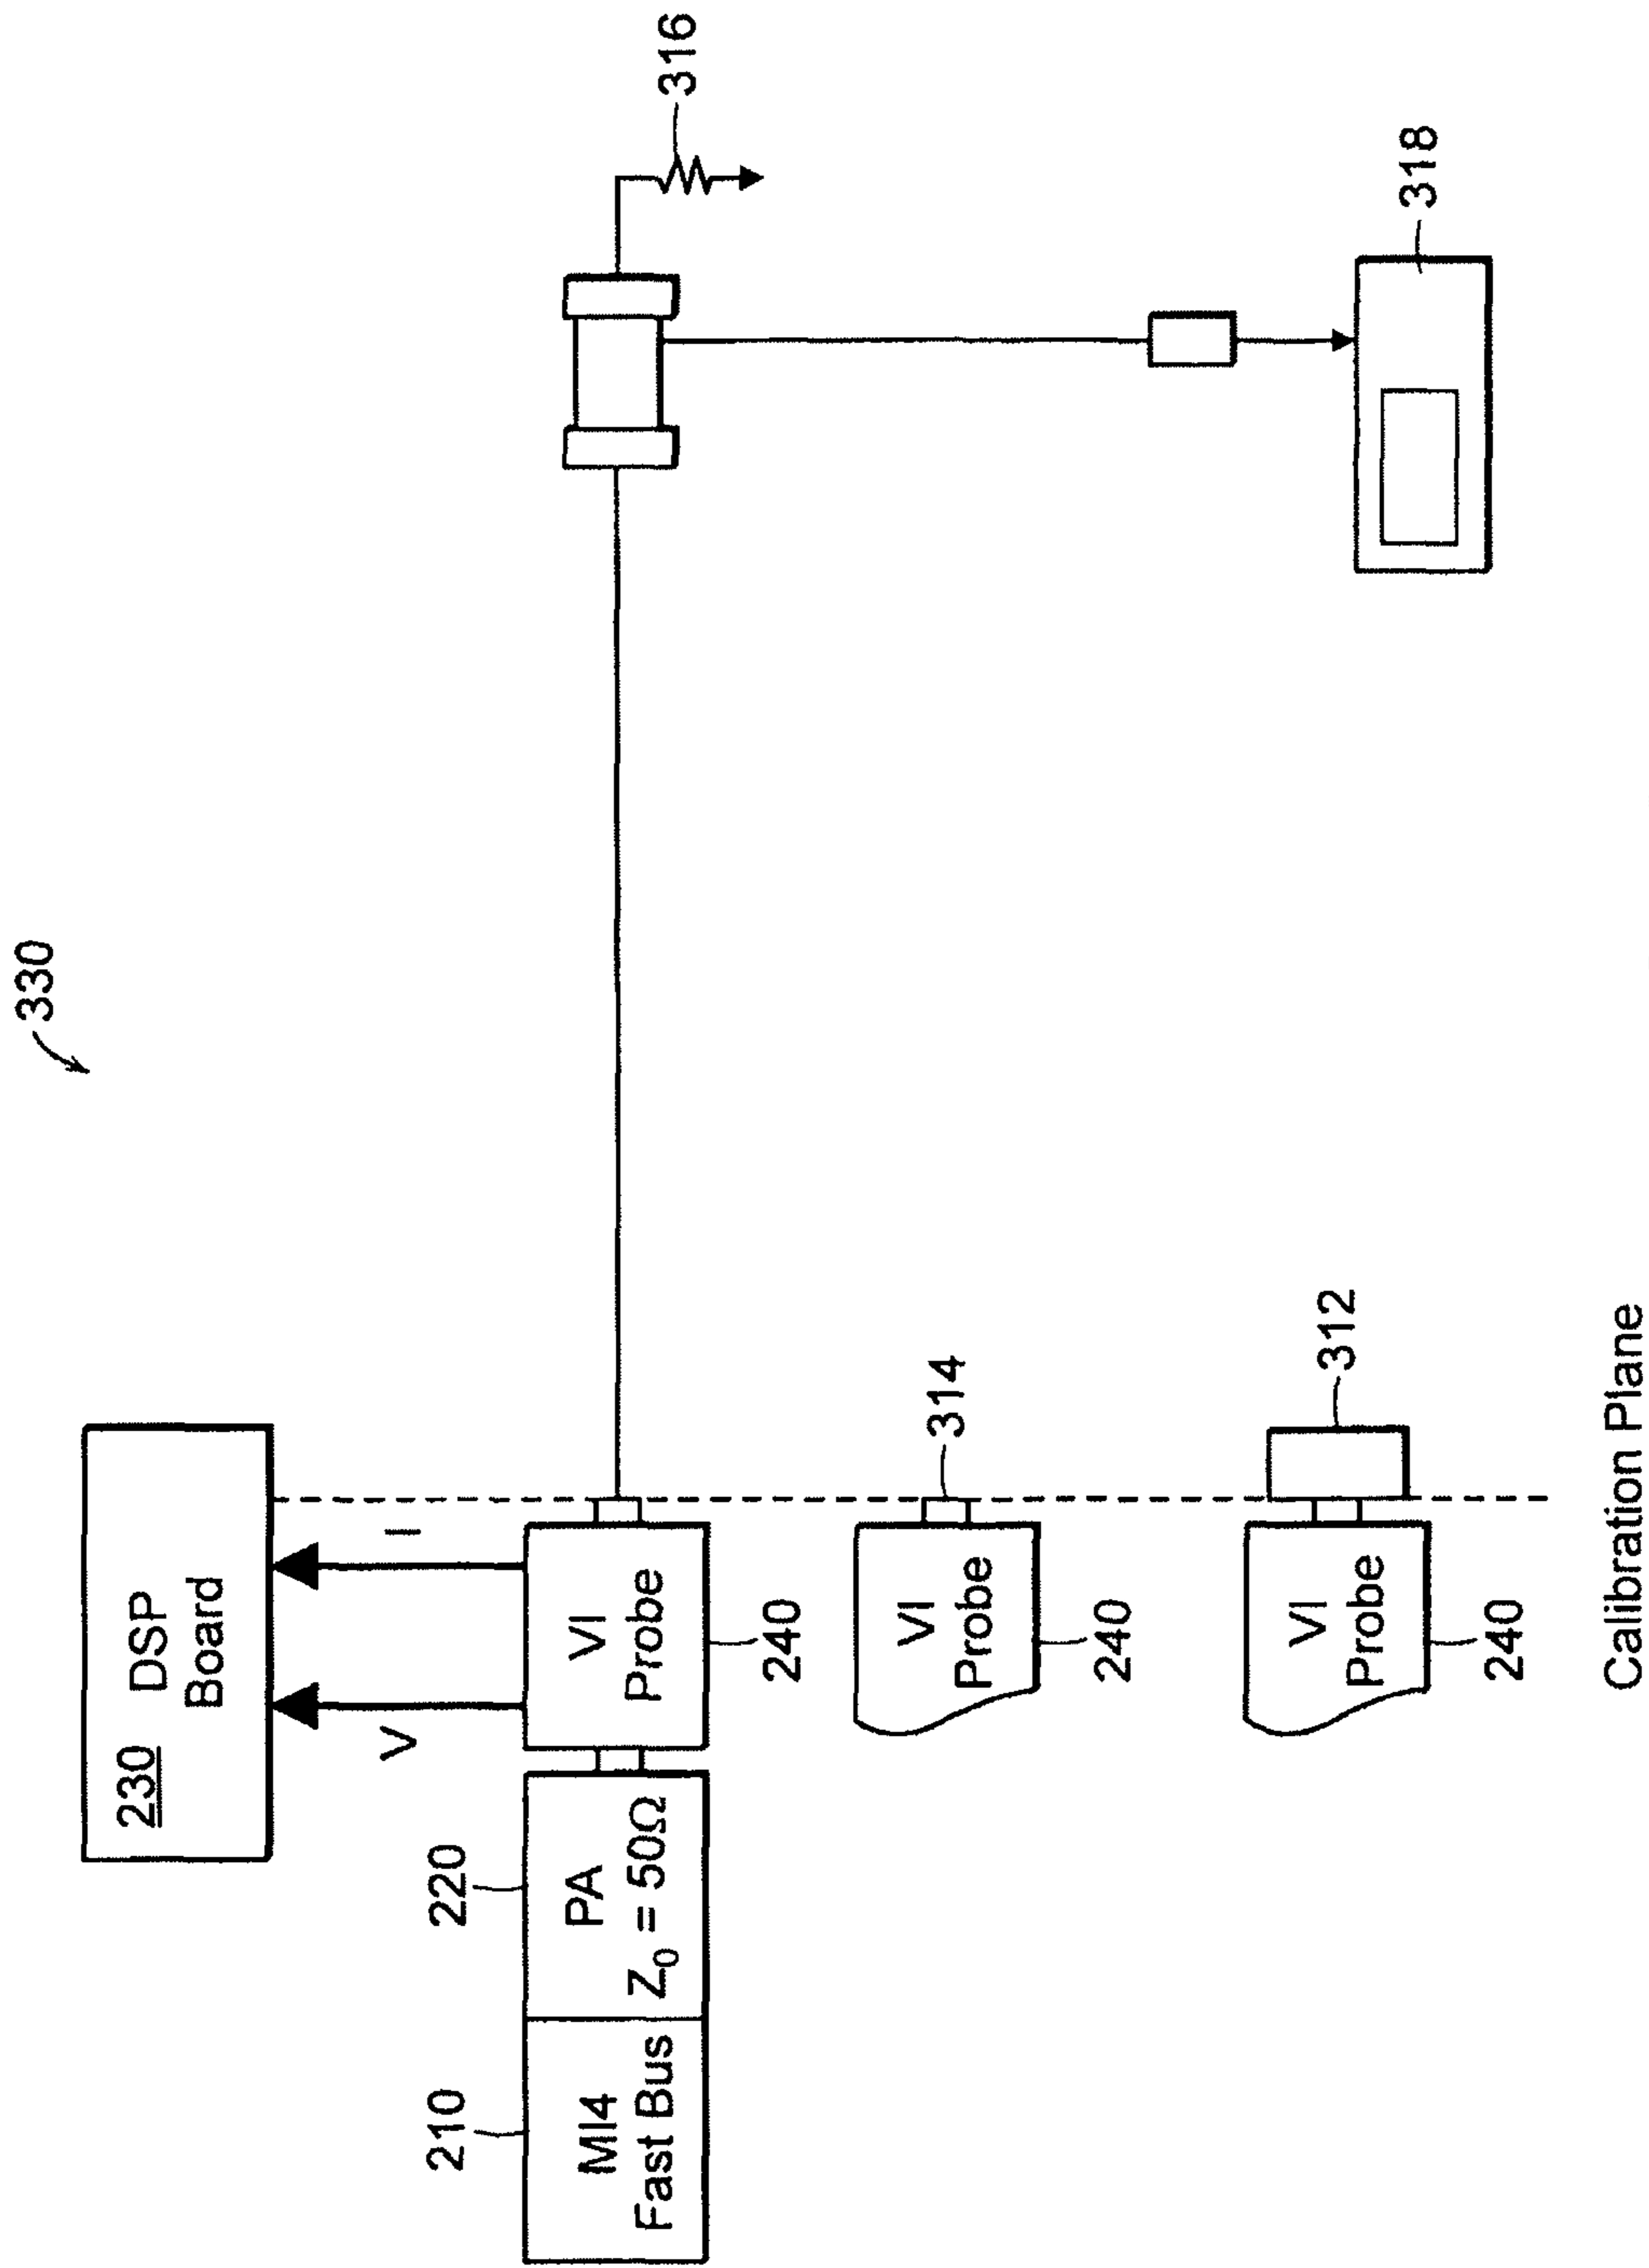 330
DSP
230 Board
V
I
210
220
MI4
Fast Bus
PA
Z₀ = 50Ω
VI
Probe
240
316
VI
Probe
314
240
318
VI
Probe
312
240
Calibration Plane